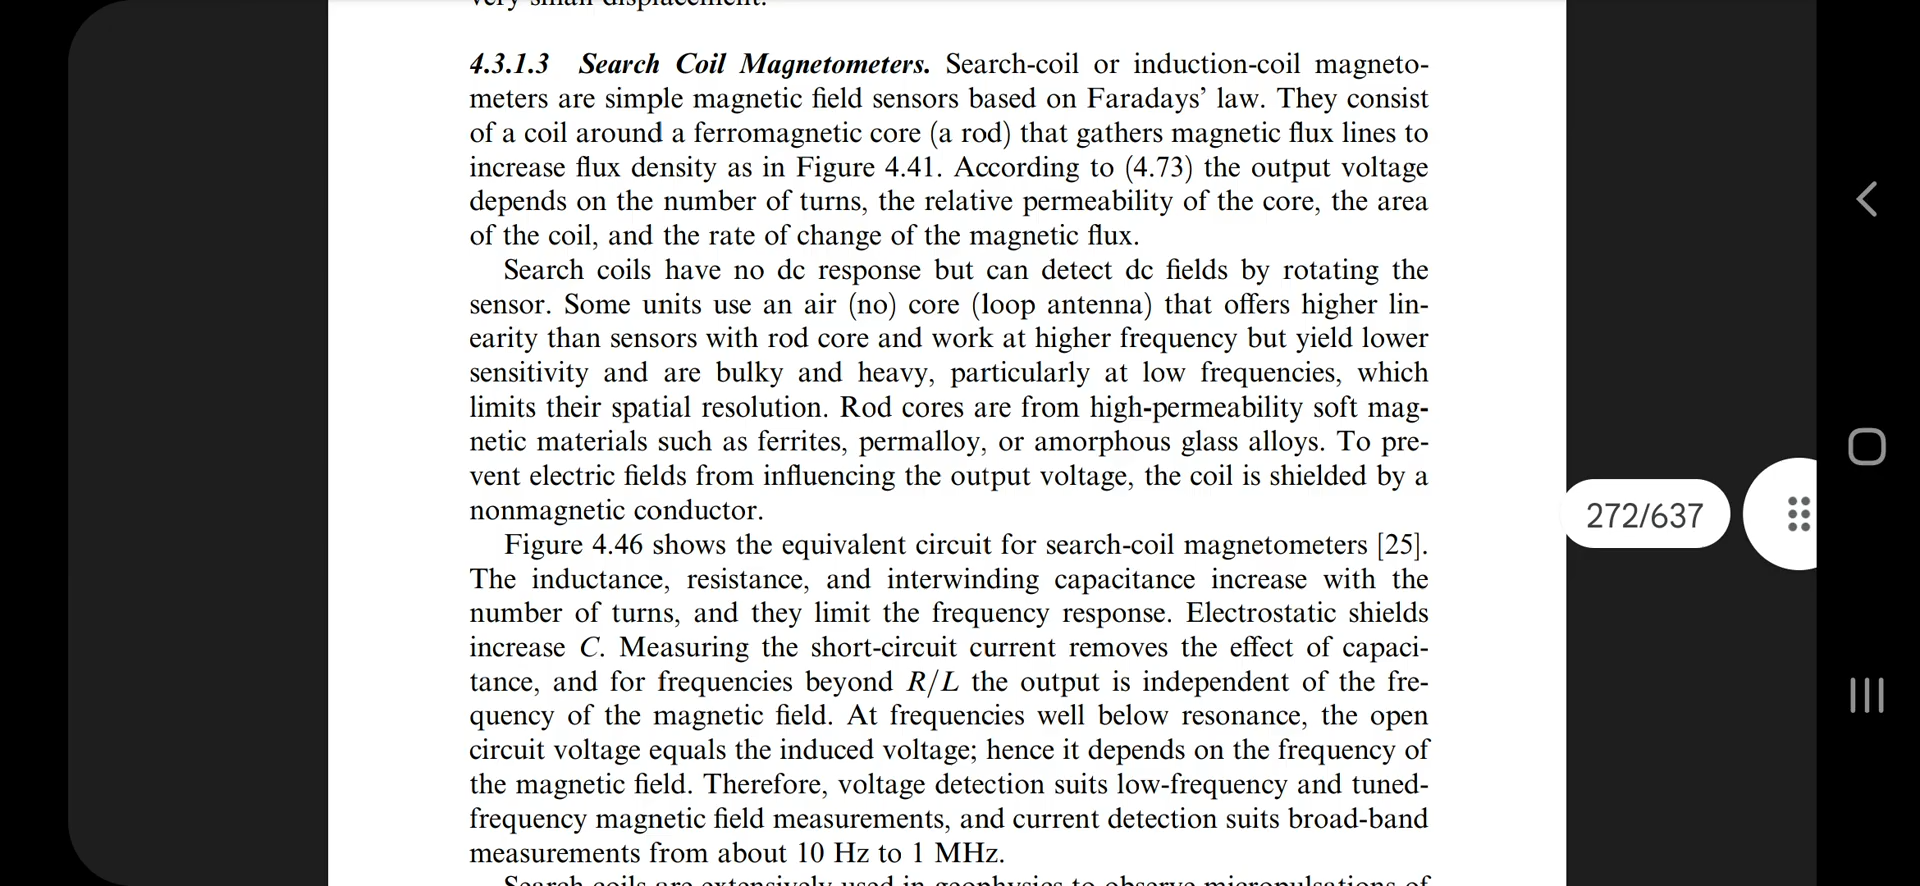 very small displacement.
4.3.1.3 Search Coil Magnetometers. Search-coil or induction-coil magneto-
meters are simple magnetic field sensors based on Faradays’ law. They consist
of a coil around a ferromagnetic core (a rod) that gathers magnetic flux lines to
increase flux density as in Figure 4.41. According to (4.73) the output voltage
depends on the number of turns, the relative permeability of the core, the area
of the coil, and the rate of change of the magnetic flux.
Search coils have no dc response but can detect dc fields by rotating the
sensor. Some units use an air (no) core (loop antenna) that offers higher lin-
earity than sensors with rod core and work at higher frequency but yield lower
sensitivity and are bulky and heavy, particularly at low frequencies, which
limits their spatial resolution. Rod cores are from high-permeability soft mag-
netic materials such as ferrites, permalloy, or amorphous glass alloys. To pre-
vent electric fields from influencing the output voltage, the coil is shielded by a
nonmagnetic conductor.
Figure 4.46 shows the equivalent circuit for search-coil magnetometers [25].
The inductance, resistance, and interwinding capacitance increase with the
number of turns, and they limit the frequency response. Electrostatic shields
increase C. Measuring the short-circuit current removes the effect of capaci-
tance, and for frequencies beyond R/L the output is independent of the fre-
quency of the magnetic field. At frequencies well below resonance, the open
circuit voltage equals the induced voltage; hence it depends on the frequency of
the magnetic field. Therefore, voltage detection suits low-frequency and tuned-
frequency magnetic field measurements, and current detection suits broad-band
measurements from about 10 Hz to 1 MHz.
Search coils are extensively used in geophysics to observe micropulsations of
272/637